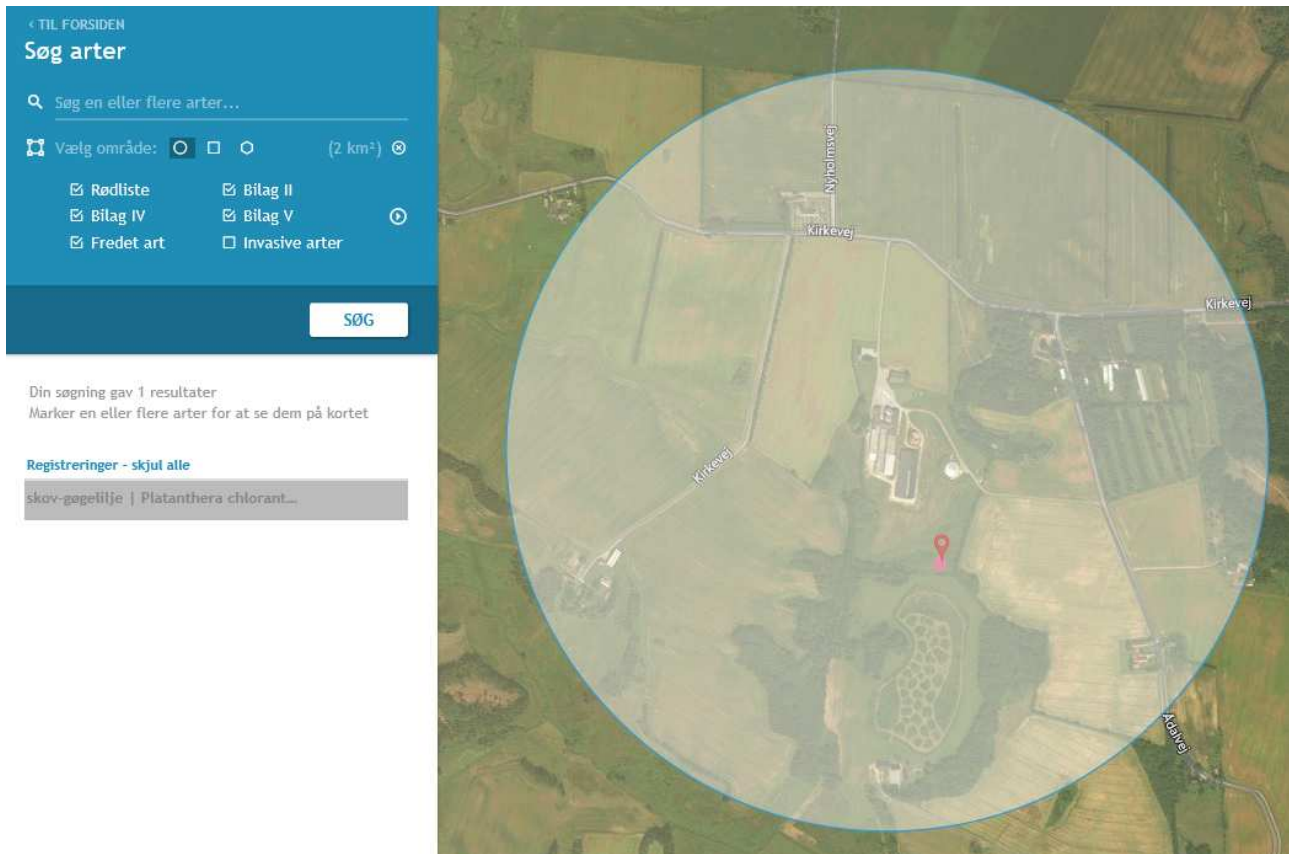 ‹ TIL FORSIDEN
Søg arter
Søg en eller flere arter...
Vælg område: (2 km²)
Rødliste Bilag II
Bilag IV Bilag V
Fredet art Invasive arter
SØG
Din søgning gav 1 resultater
Marker en eller flere arter for at se dem på kortet
Registreringer - skjul alle
skov-gøgelilje | Platanthera chlorant...
Nyholmsvej
Kirkevej
Kirkevej
Kirkevej
Ådalvej